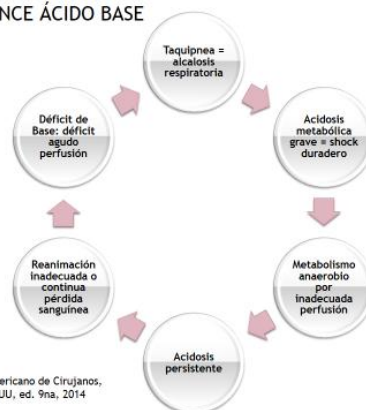 NCE ÁCIDO BASE
Taquipnea =
alcalosis
respiratoria
Acidosis
metabólica
grave = shock
duradero
Metabolismo
anaerobio
por
inadecuada
perfusión
Acidosis
persistente
Reanimación
inadecuada o
continua
pérdida
sanguínea
Déficit de
Base: déficit
agudo
perfusión
ericano de Cirujanos,
UU, ed. 9na, 2014